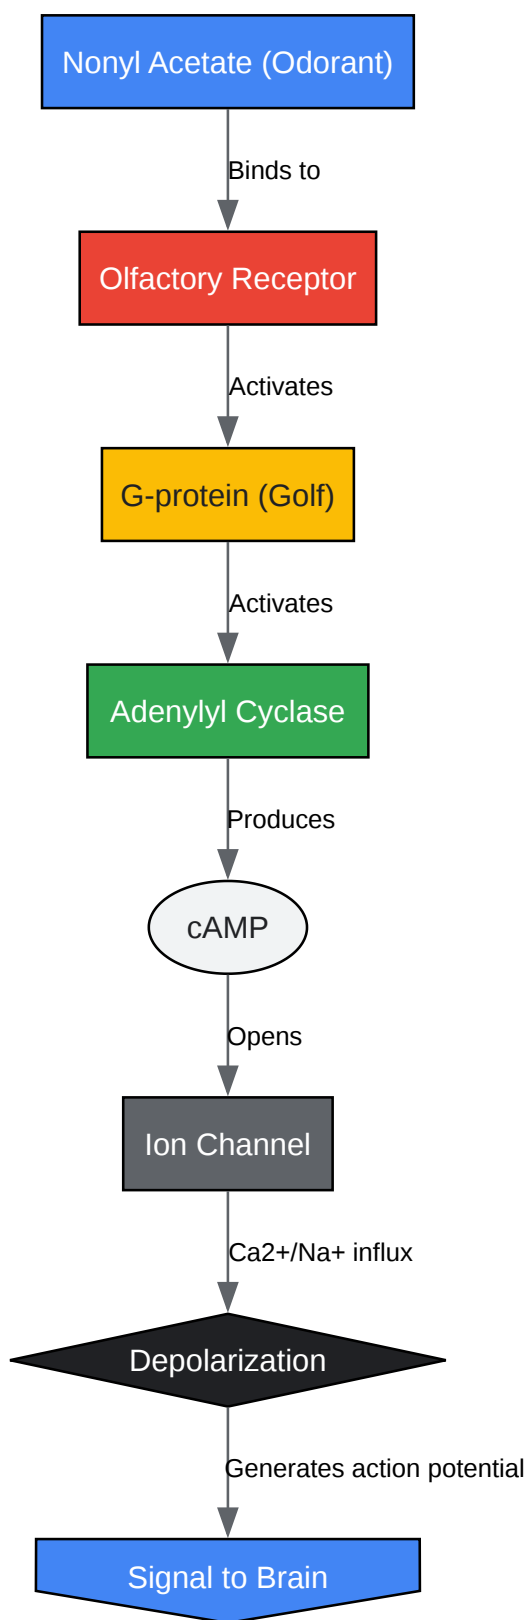 Nonyl Acetate (Odorant)
Binds to
Olfactory Receptor
Activates
G-protein (Golf)
Activates
Adenylyl Cyclase
Produces
cAMP
Opens
Ion Channel
Ca2+/Na+ influx
Depolarization
Generates action potential
Signal to Brain